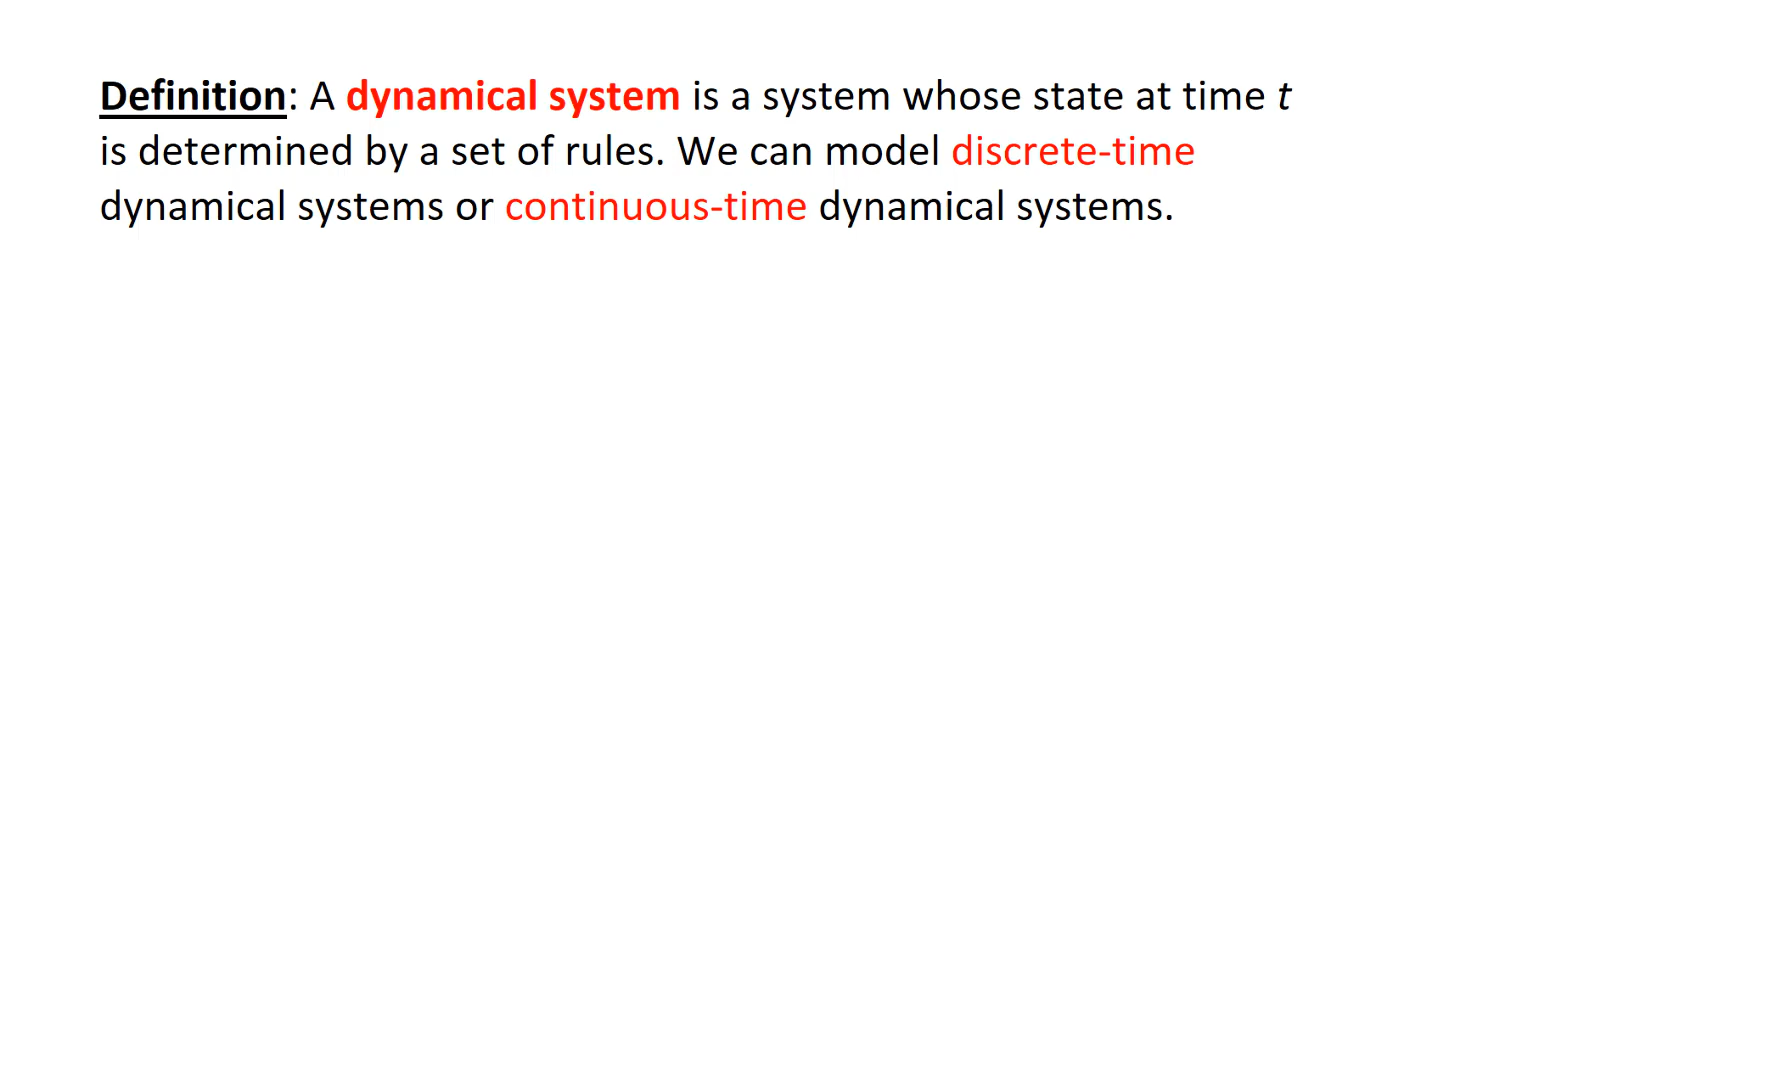 Definition: A dynamical system is a system whose state at time t
is determined by a set of rules. We can model discrete-time
dynamical systems or continuous-time dynamical systems.